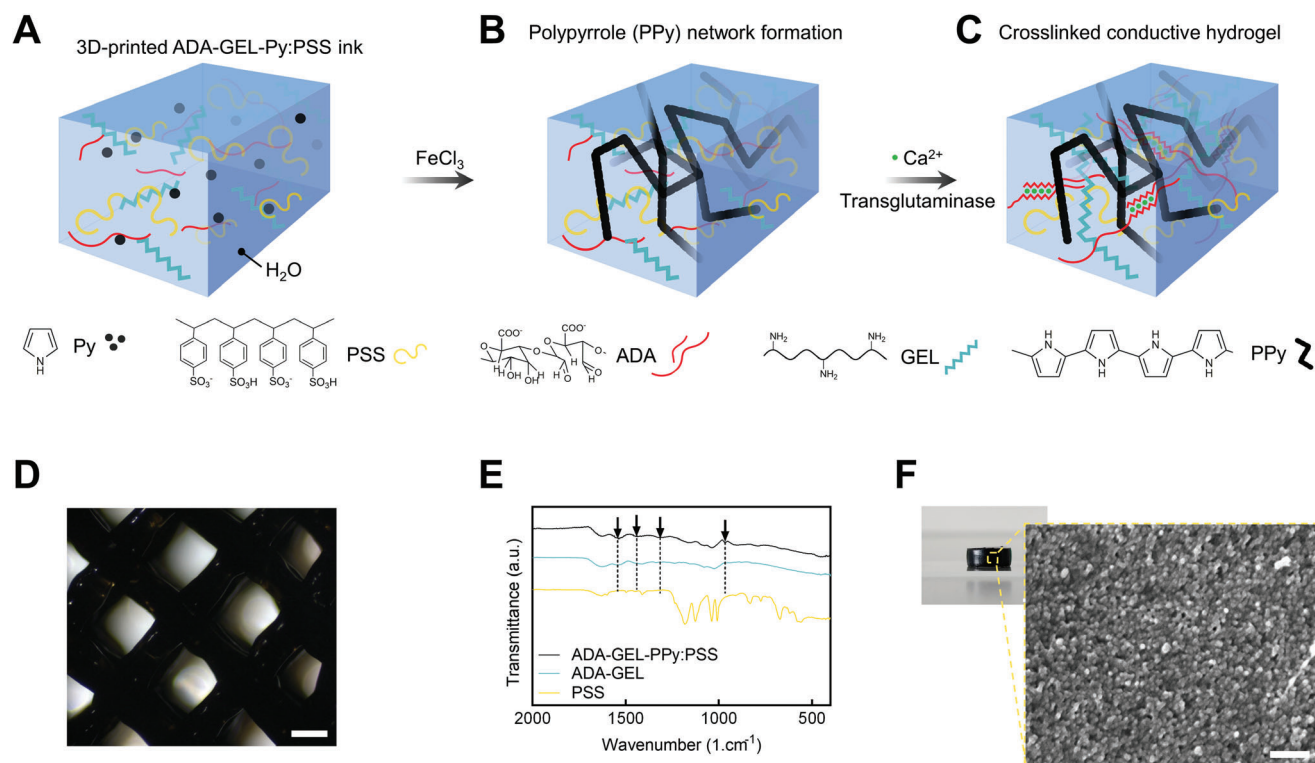 A
3D-printed ADA-GEL-Py:PSS ink
B
Polypyrrole (PPy) network formation
C
Crosslinked conductive hydrogel
FeCl3
Ca2+
Transglutaminase
H2O
N
H
Py
SO3-
SO3H
SO3-
SO3H
PSS
COO-
O
H
H
OH
OH
H
H
O
COO-
O
H
H
O
O
O
ADA
NH2
NH2
NH2
GEL
H
N
N
H
H
N
N
H
PPy
D
E
Transmittance (a.u.)
ADA-GEL-PPy:PSS
ADA-GEL
PSS
2000
1500
1000
500
Wavenumber (1.cm-1)
F